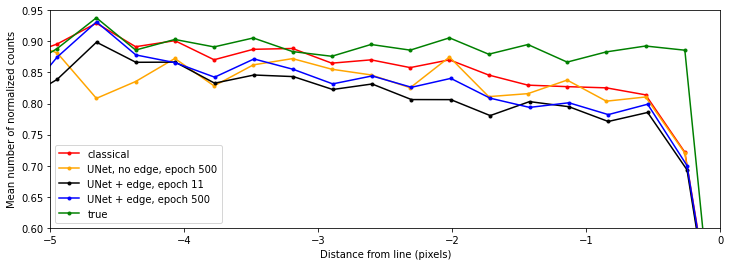 Mean number of normalized counts
0.95
0.90
0.85
0.80
0.75
0.70
0.65
0.60
classical
UNet, no edge, epoch 500
UNet + edge, epoch 11
UNet + edge, epoch 500
true
−5 −4 −3 −2 −1 0
Distance from line (pixels)